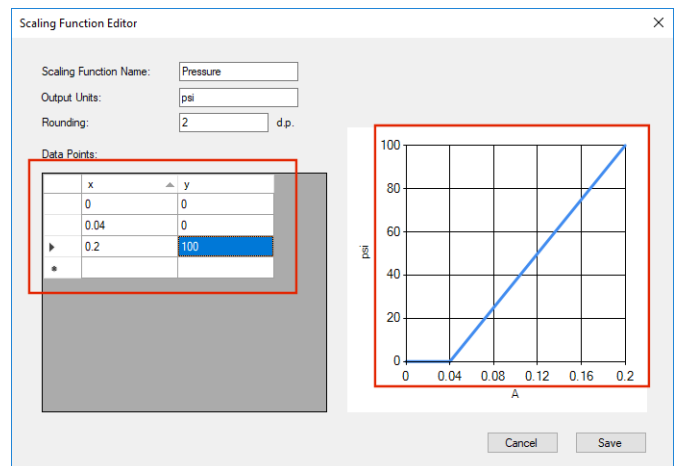 Scaling Function Editor
Scaling Function Name: Pressure
Output Units: psi
Rounding: 2 d.p.
Data Points:
x y
0 0
0.04 0
0.2 100
100
80
60
40
20
0
psi
0 0.04 0.08 0.12 0.16 0.2
A
Cancel Save